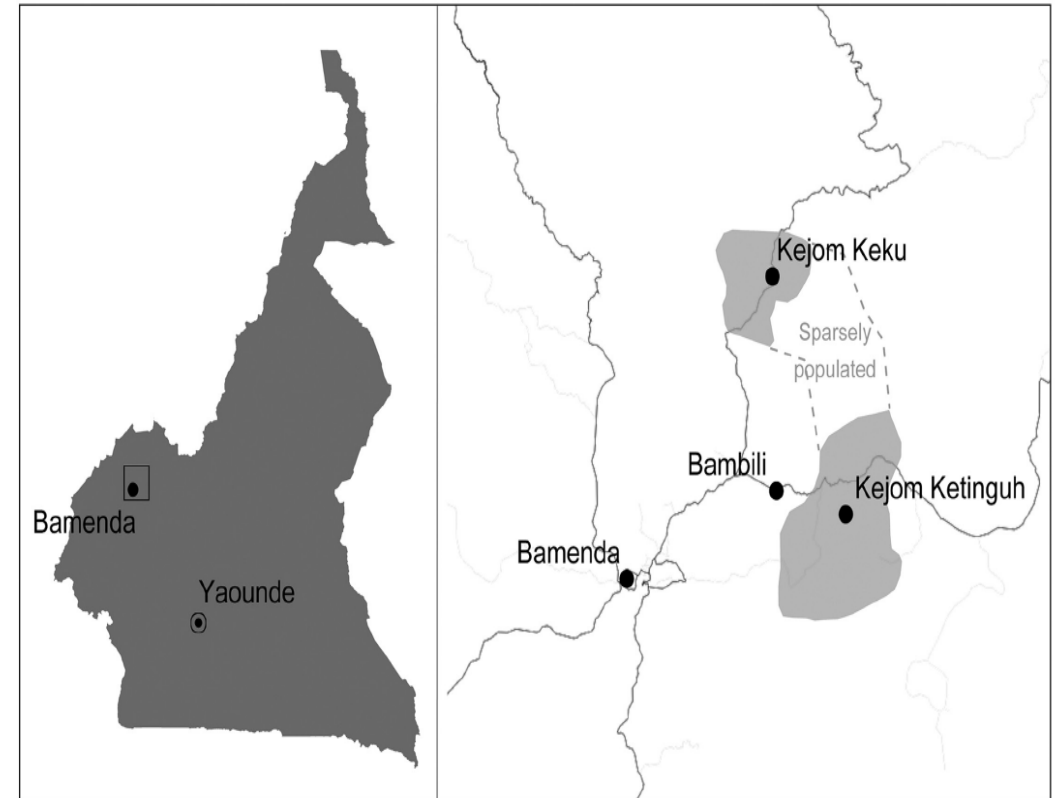 Bamenda
Yaounde
Kejom Keku
Sparsely
populated
Bambili
Kejom Ketinguh
Bamenda